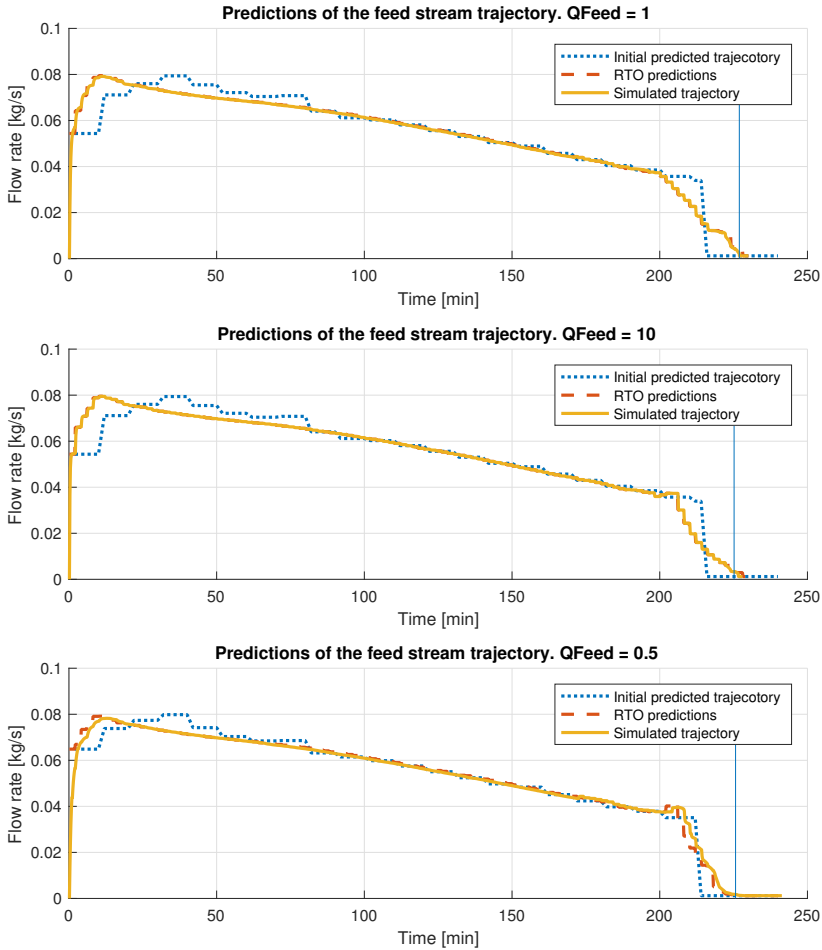 Predictions of the feed stream trajectory. QFeed = 1
0.1
0.08
0.06
0.04
0.02
0
Flow rate [kg/s]
Initial predicted trajecotory
RTO predictions
Simulated trajectory
0 50 100 150 200 250
Time [min]
Predictions of the feed stream trajectory. QFeed = 10
0.1
0.08
0.06
0.04
0.02
0
Flow rate [kg/s]
Initial predicted trajecotory
RTO predictions
Simulated trajectory
0 50 100 150 200 250
Time [min]
Predictions of the feed stream trajectory. QFeed = 0.5
0.1
0.08
0.06
0.04
0.02
0
Flow rate [kg/s]
Initial predicted trajecotory
RTO predictions
Simulated trajectory
0 50 100 150 200 250
Time [min]